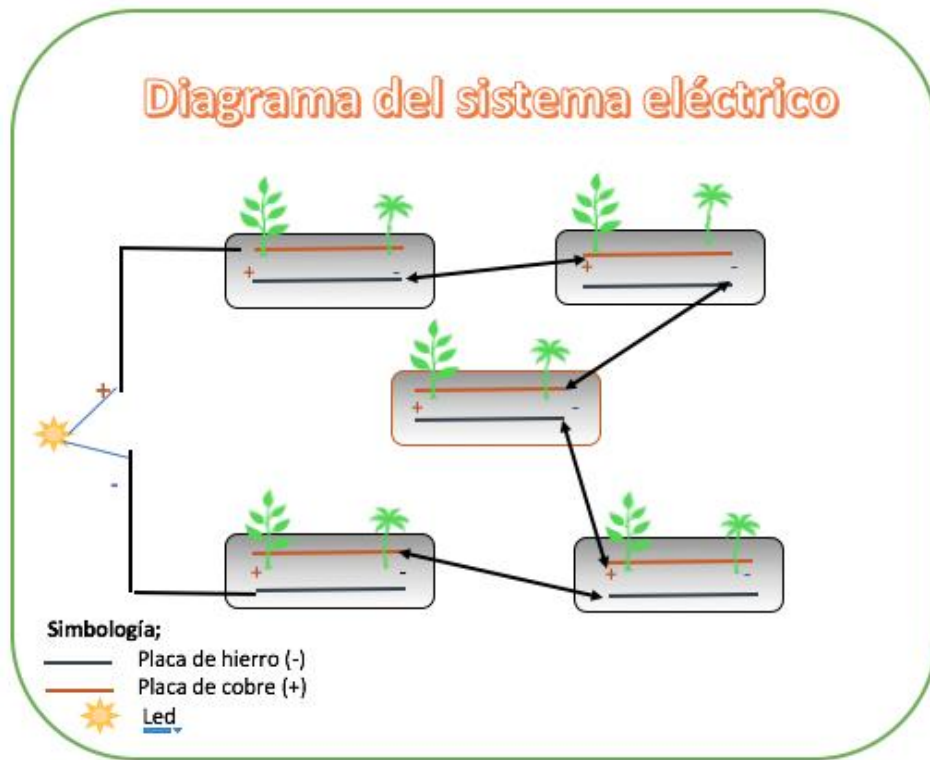 Diagrama del sistema eléctrico
+ -
+ -
+
+ -
-
+ -
+ -
Simbología;
Placa de hierro (-)
Placa de cobre (+)
Led